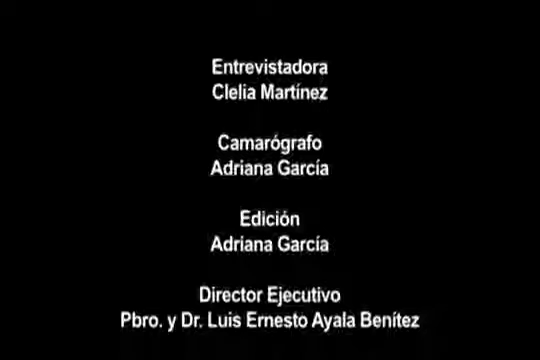 Entrevistadora
Clelia Martínez
Camarógrafo
Adriana García
Edición
Adriana García
Director Ejecutivo
Pbro. y Dr. Luis Ernesto Ayala Benítez